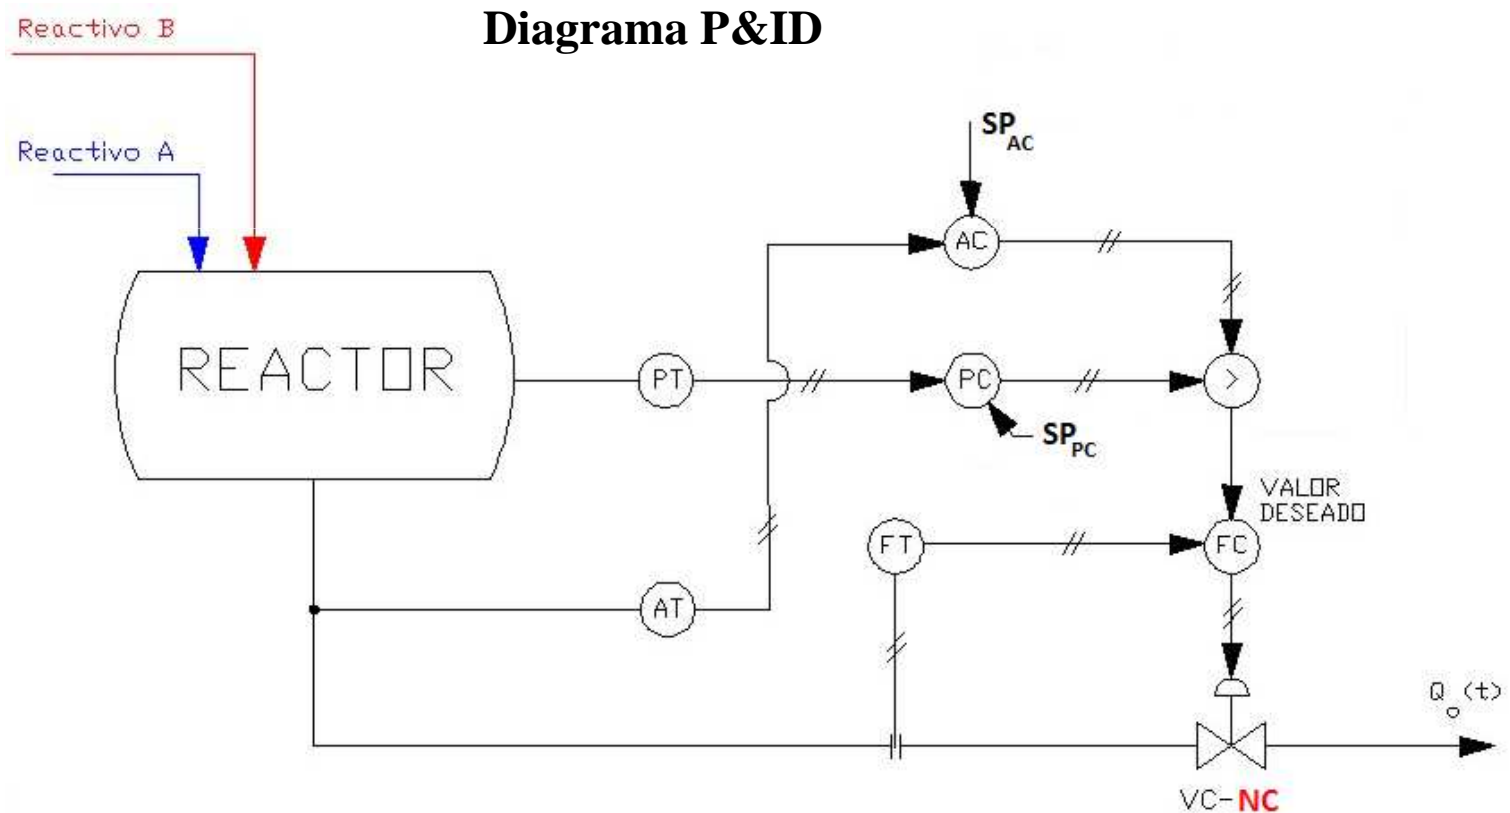 Diagrama P&ID
Reactivo B
Reactivo A
SP AC
AC
REACTOR
PT
PC
>
SP PC
VALOR
DESEADO
FT
FC
AT
Q o (t)
VC-NC